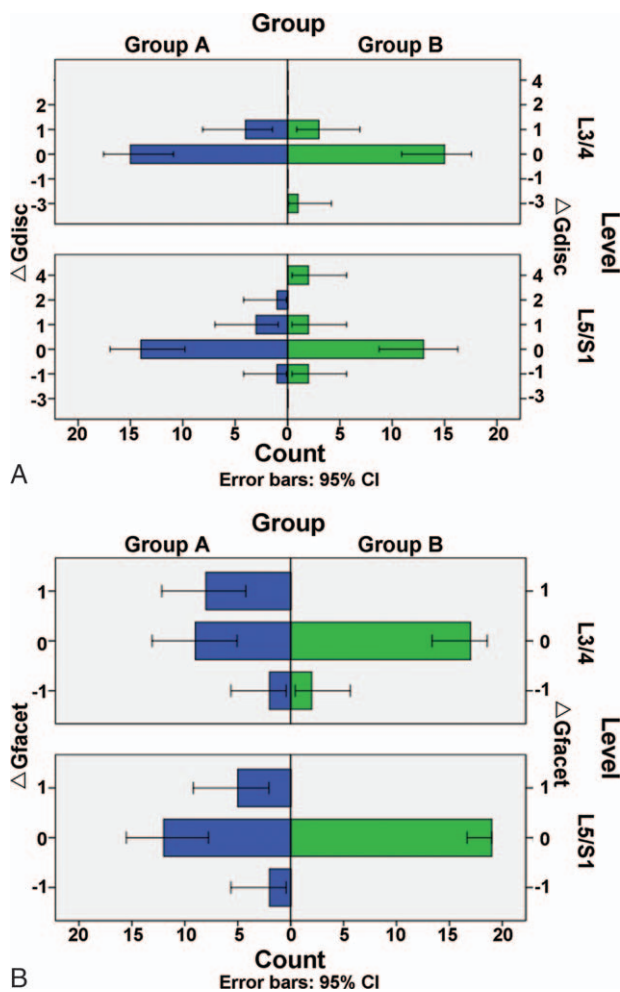 Group
Group A Group B
2
1
0
-1
-3
4
2
1
0
-1
-3
L3/4
4
2
1
0
-1
-3
4
2
1
0
-1
-3
L5/S1
△Gdisc
△Gdisc
Level
20 15 10 5 0 5 10 15 20
Count
Error bars: 95% CI
A
Group
Group A Group B
1
0
-1
1
0
-1
L3/4
1
0
-1
1
0
-1
L5/S1
△Gfacet
△Gfacet
Level
20 15 10 5 0 5 10 15 20
Count
Error bars: 95% CI
B